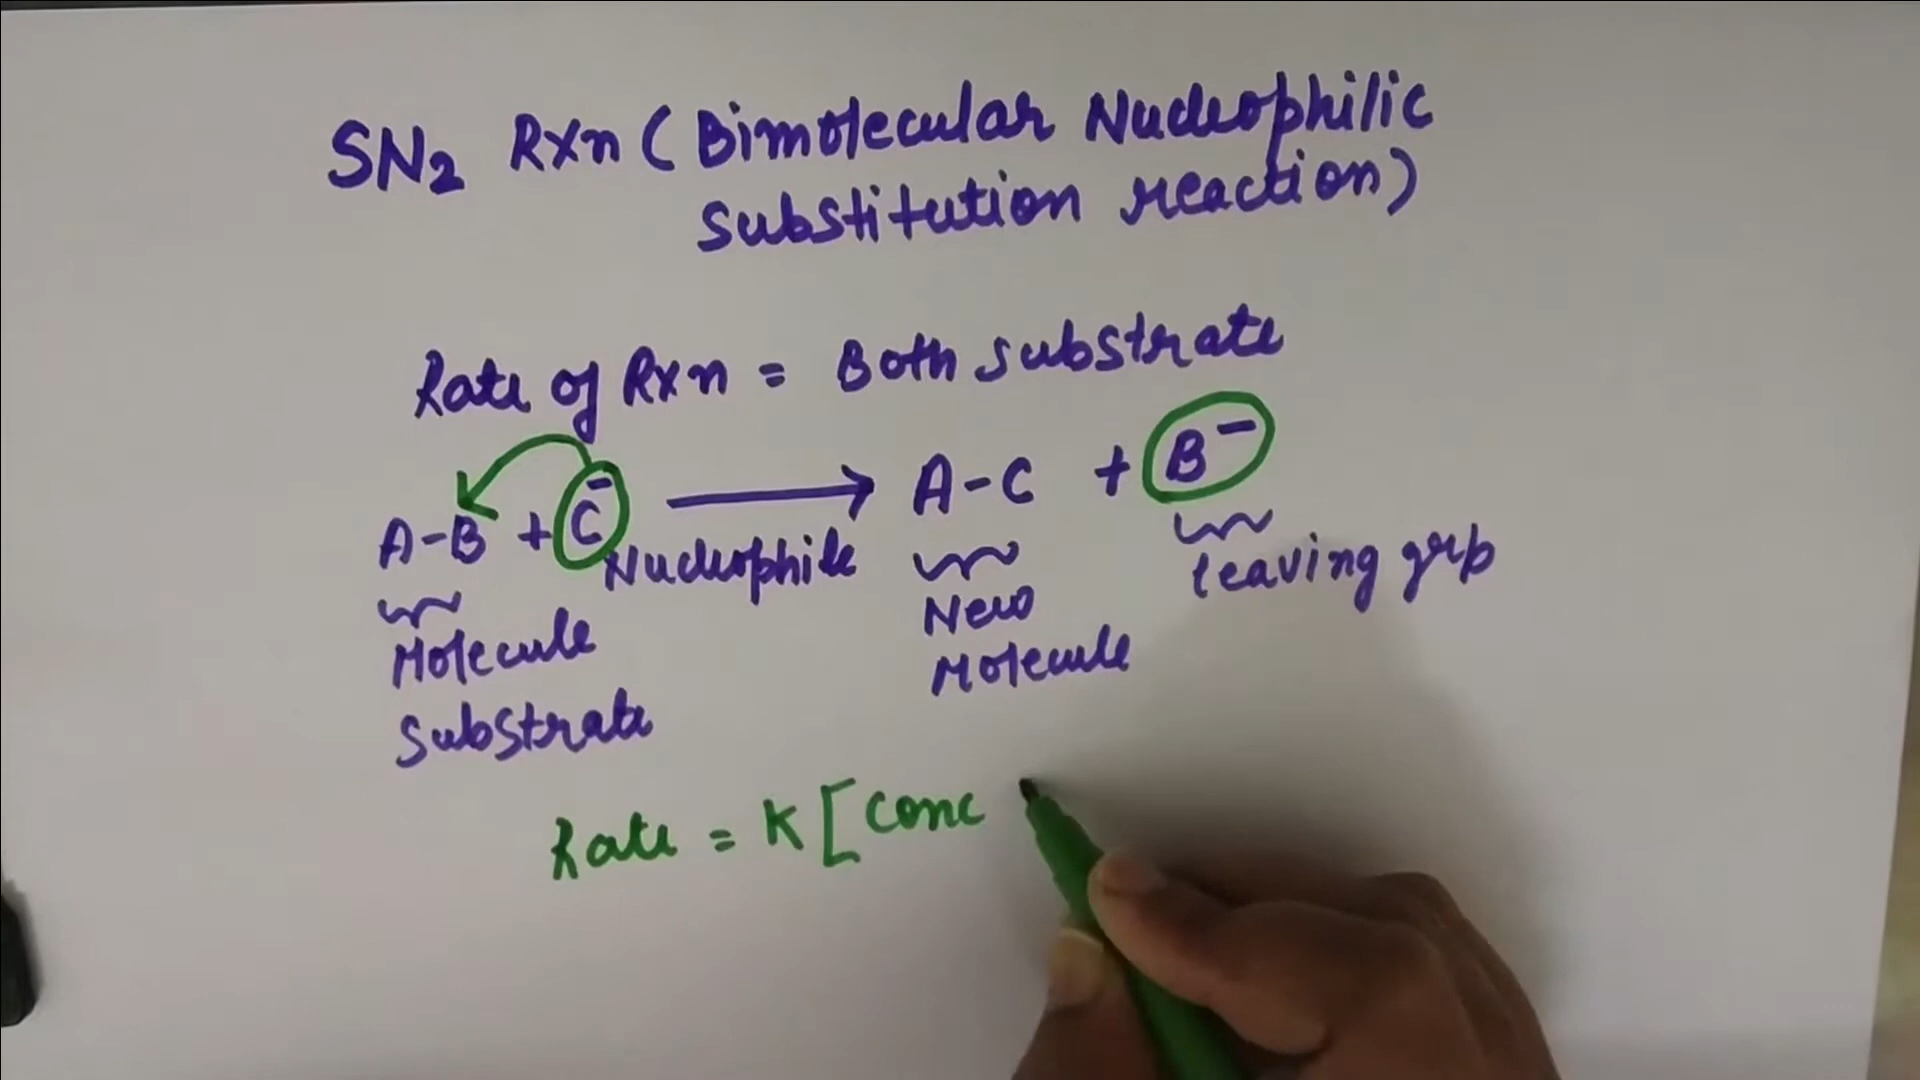 SN2 Rxn (Bimolecular Nucleophilic
substitution reaction)
Rate of Rxn = Both substrate
A-B + C⁻ → A-C + B⁻
Nucleophile
leaving grp
Molecule
Substrate
New
Molecule
Rate = K [conc